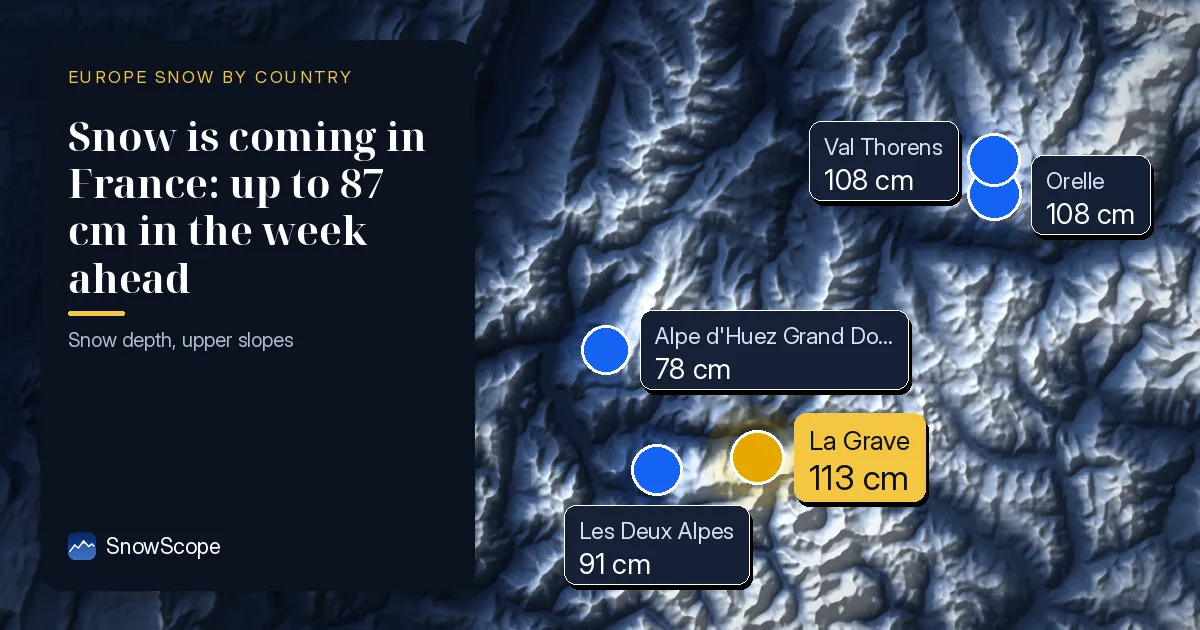 EUROPE SNOW BY COUNTRY
Snow is coming in
France: up to 87
cm in the week
ahead
Snow depth, upper slopes
SnowScope
Val Thorens
108 cm
Orelle
108 cm
Alpe d'Huez Grand Do...
78 cm
La Grave
113 cm
Les Deux Alpes
91 cm